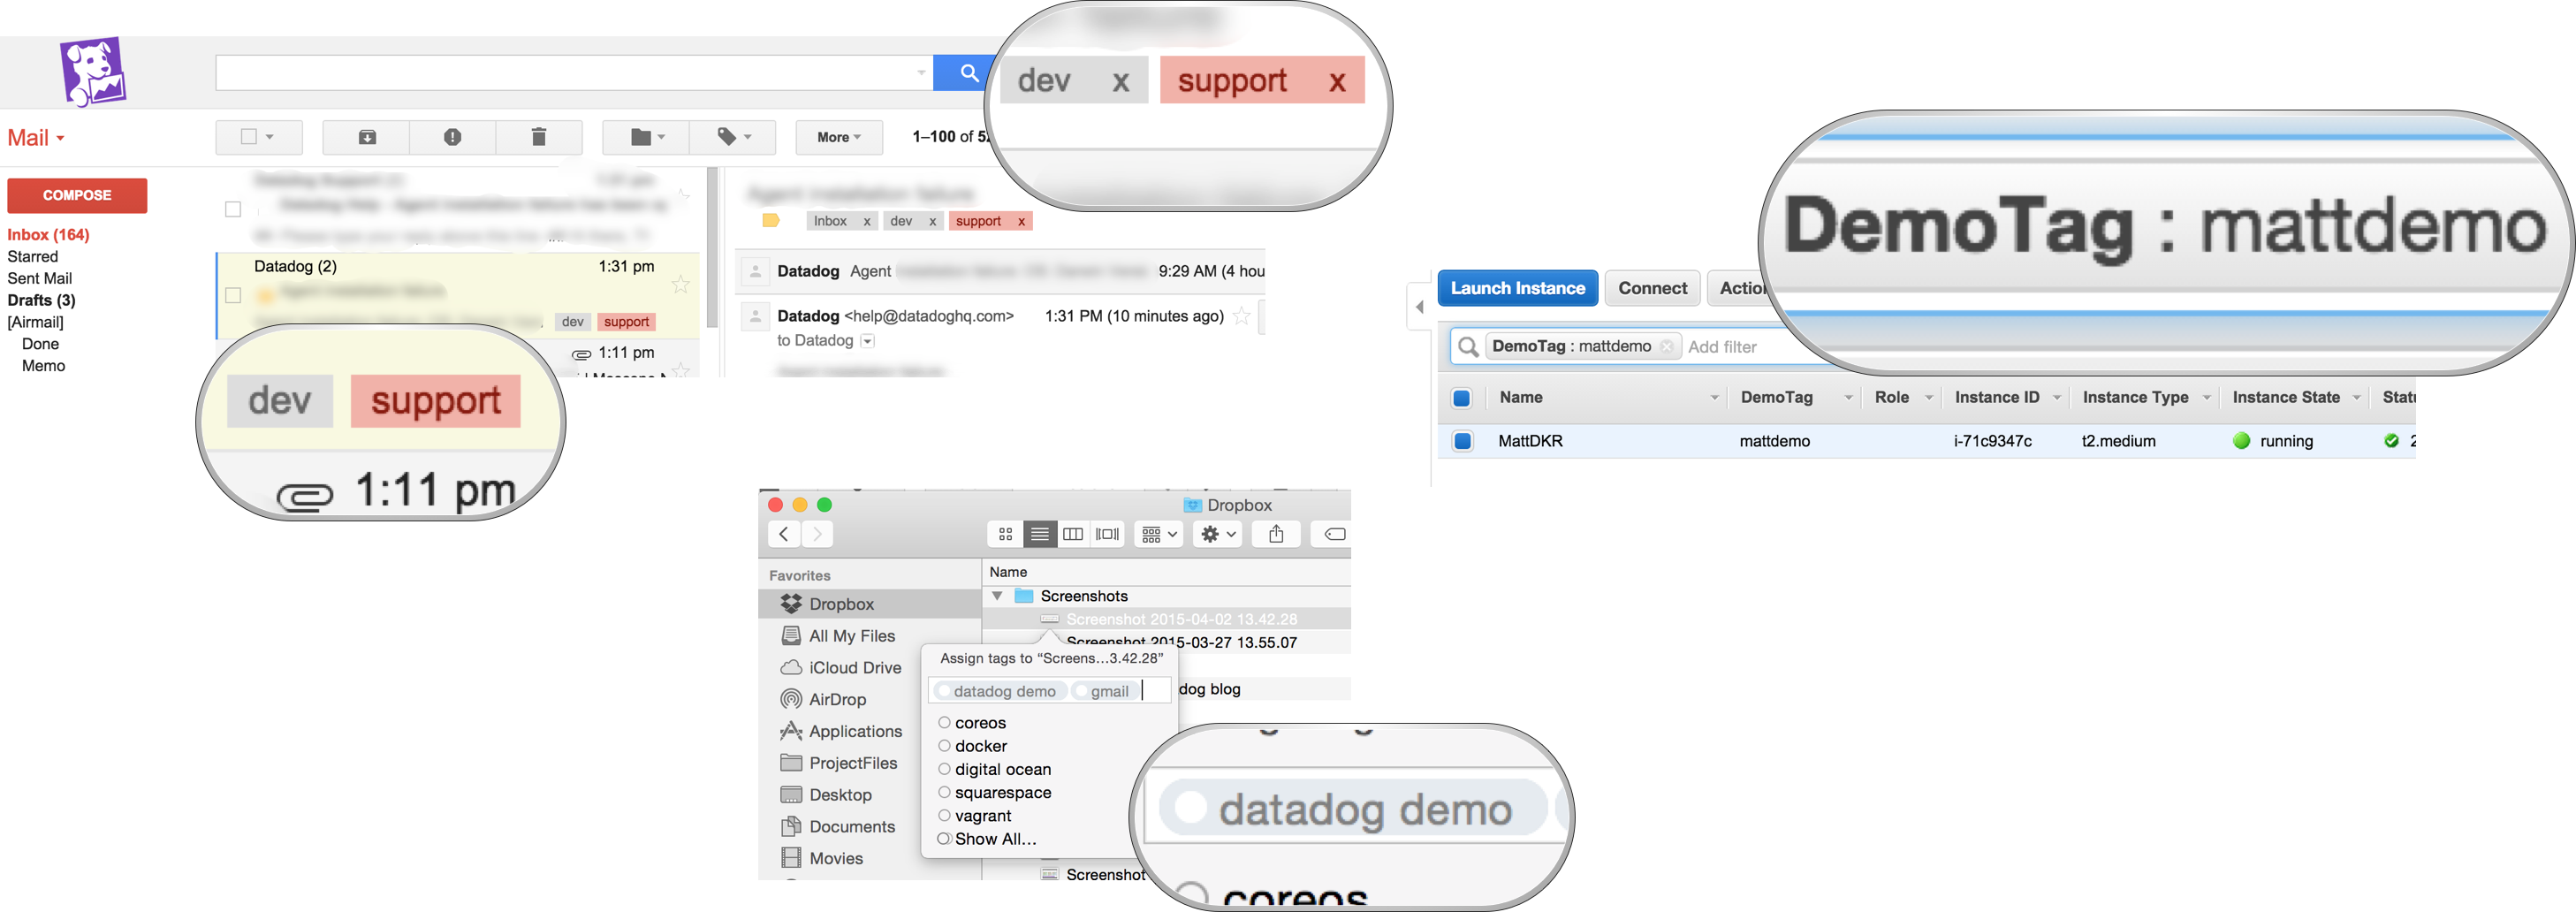 Mail
COMPOSE
Inbox (164)
Starred
Sent Mail
Drafts (3)
[Airmail]
Done
Memo
More
1–100 of
Datadog (2) 1:31 pm
dev support
1:11 pm
dev support
1:11 pm
dev x support x
Inbox x dev x support x
Datadog Agent 9:29 AM (4 hou
Datadog <help@datadoghq.com> 1:31 PM (10 minutes ago)
to Datadog
DemoTag : mattdemo
Launch Instance Connect Actio
DemoTag : mattdemo Add filter
Name DemoTag Role Instance ID Instance Type Instance State Statu
MattDKR mattdemo i-71c9347c t2.medium running 2
Dropbox
Favorites
Dropbox
All My Files
iCloud Drive
AirDrop
Applications
ProjectFiles
Desktop
Documents
Movies
Name
Screenshots
Screenshot 2015-04-02 13.42.28
Screenshot 2015-03-27 13.55.07
dog blog
Assign tags to “Screens...3.42.28”
datadog demo gmail
coreos
docker
digital ocean
squarespace
vagrant
Show All...
Screenshot
datadog demo
coreos